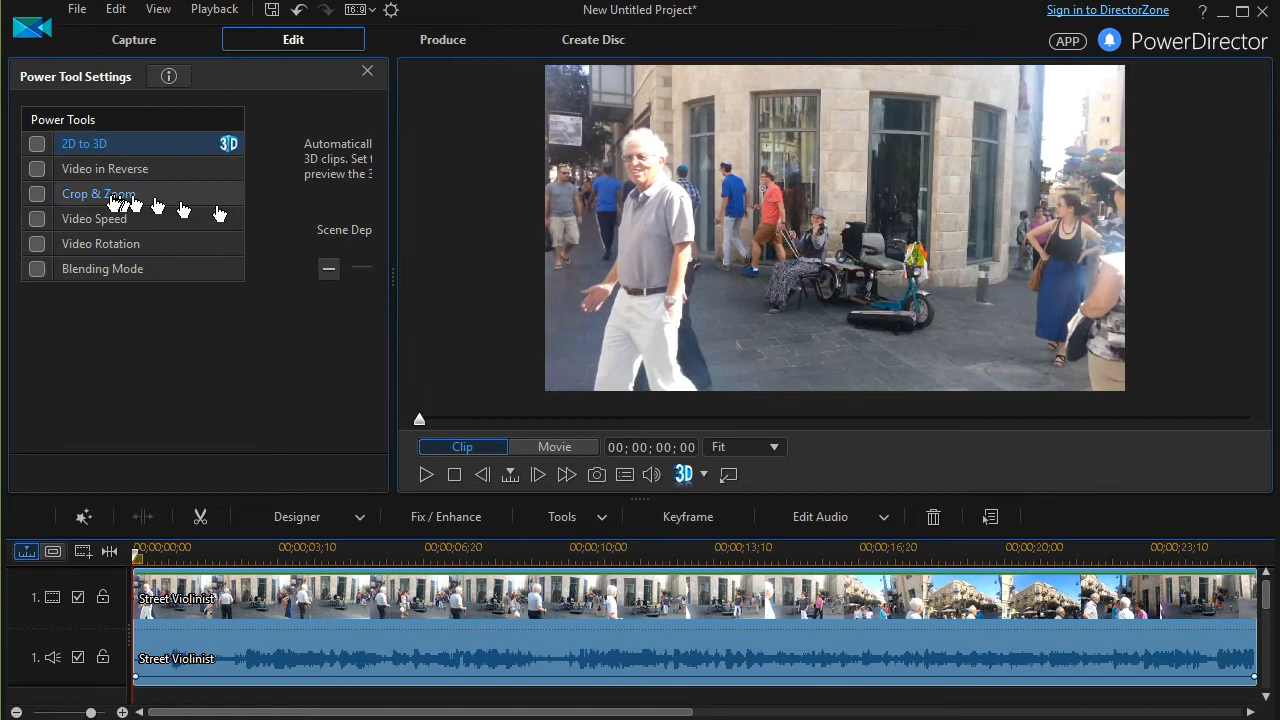 File Edit View Playback 16:9 New Untitled Project* Sign in to DirectorZone ?
Capture Edit Produce Create Disc APP PowerDirector
Power Tool Settings
Power Tools
2D to 3D 3D
Video in Reverse
Crop & Zoom
Video Speed
Video Rotation
Blending Mode
Automaticall
3D clips. Set
preview the 3
Scene Dep
Clip Movie 00; 00; 00; 00 Fit
3D
Designer Fix / Enhance Tools Keyframe Edit Audio
00;00;00;00 00;00;03;10 00;00;06;20 00;00;10;00 00;00;13;10 00;00;16;20 00;00;20;00 00;00;23;10
1. Street Violinist
1. Street Violinist